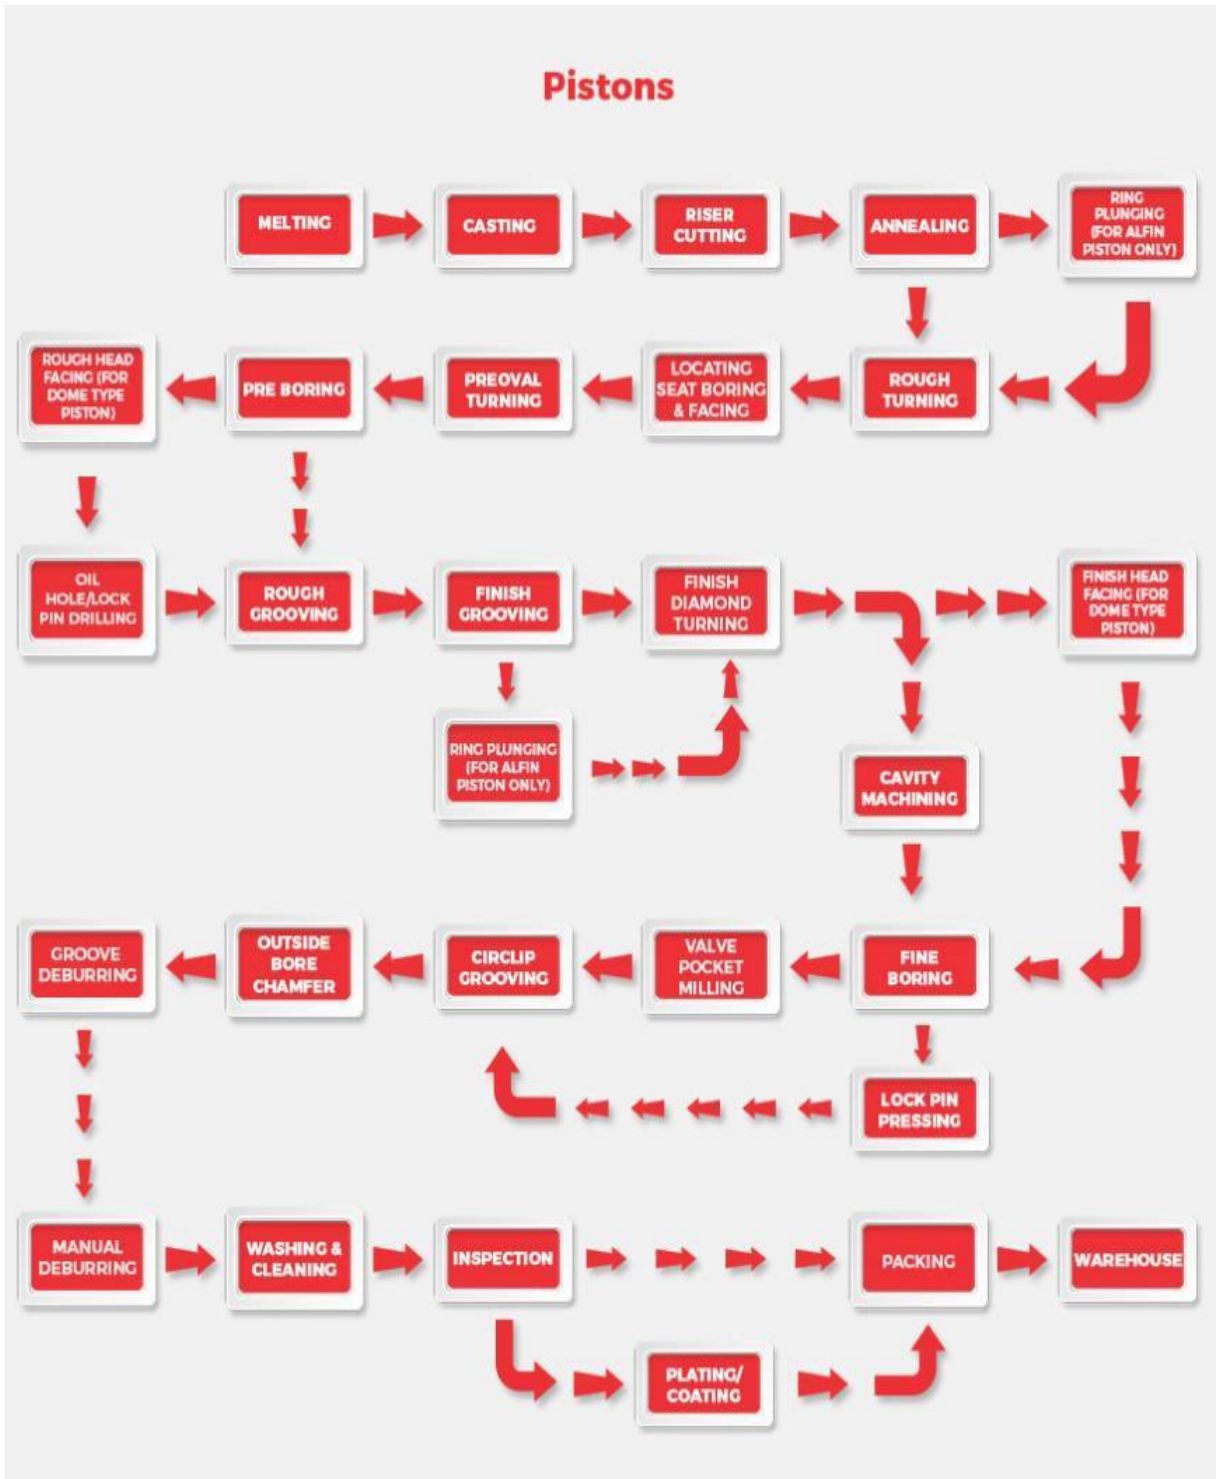 Pistons
MELTING
CASTING
RISER
CUTTING
ANNEALING
RING
PLUNGING
(FOR ALFIN
PISTON ONLY)
ROUGH HEAD
FACING (FOR
DOME TYPE
PISTON)
PRE BORING
PREOVAL
TURNING
LOCATING
SEAT BORING
& FACING
ROUGH
TURNING
OIL
HOLE/LOCK
PIN DRILLING
ROUGH
GROOVING
FINISH
GROOVING
FINISH
DIAMOND
TURNING
FINISH HEAD
FACING (FOR
DOME TYPE
PISTON)
RING PLUNGING
(FOR ALFIN
PISTON ONLY)
CAVITY
MACHINING
GROOVE
DEBURRING
OUTSIDE
BORE
CHAMFER
CIRCLIP
GROOVING
VALVE
POCKET
MILLING
FINE
BORING
LOCK PIN
PRESSING
MANUAL
DEBURRING
WASHING &
CLEANING
INSPECTION
PACKING
WAREHOUSE
PLATING/
COATING